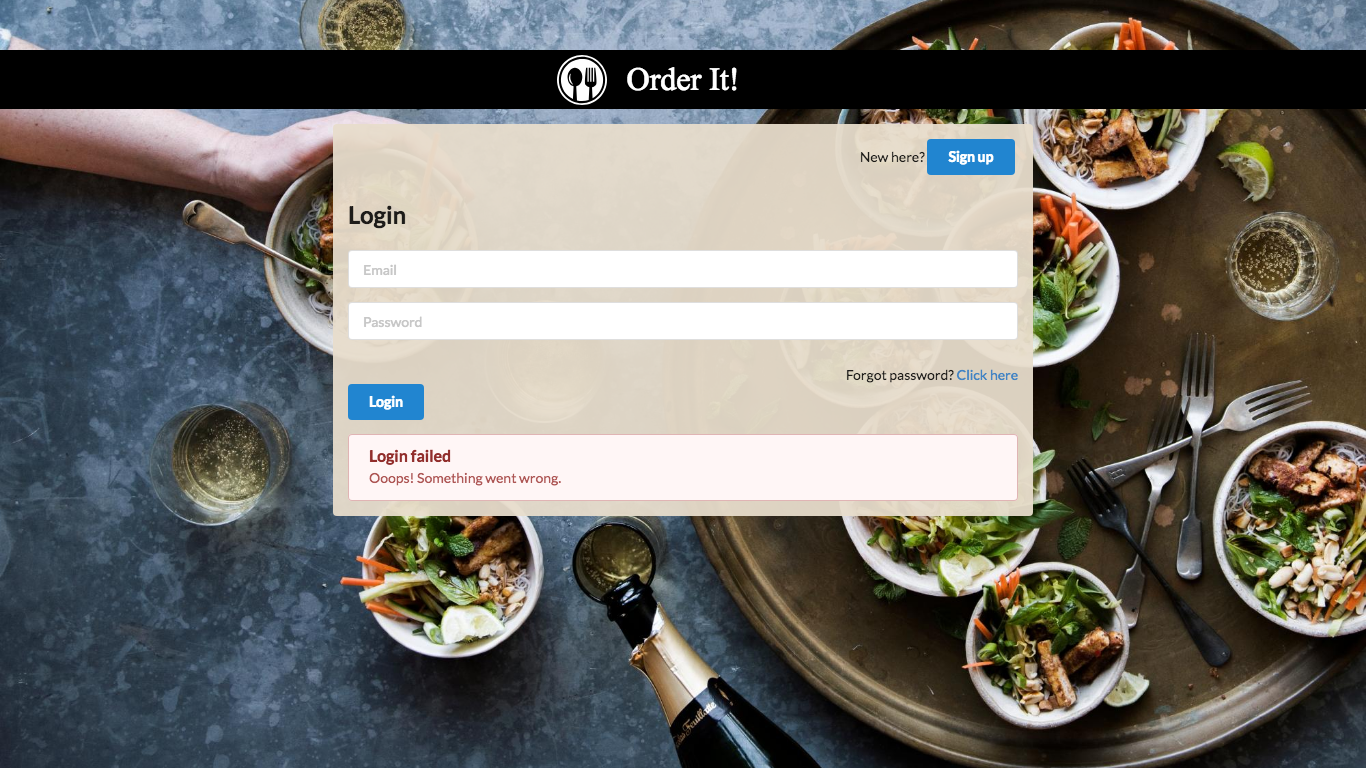 Order It!
New here? Sign up
Login
Email
Password
Forgot password? Click here
Login
Login failed
Ooops! Something went wrong.